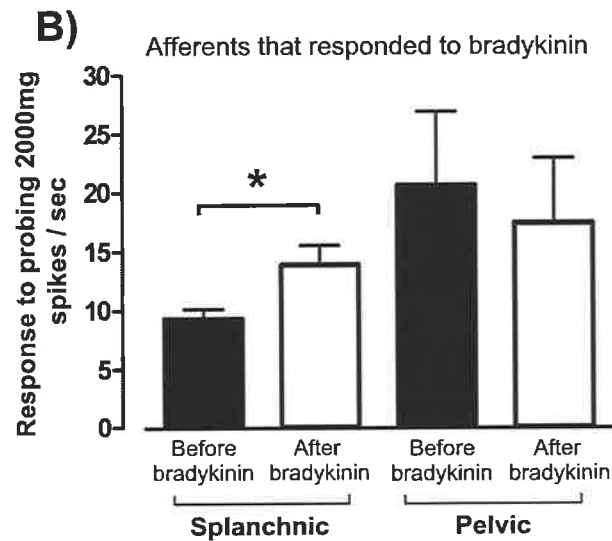 B)
Afferents that responded to bradykinin
Response to probing 2000mg
spikes / sec
30
25
20
15
10
5
0
*
Before
bradykinin
After
bradykinin
Before
bradykinin
After
bradykinin
Splanchnic
Pelvic